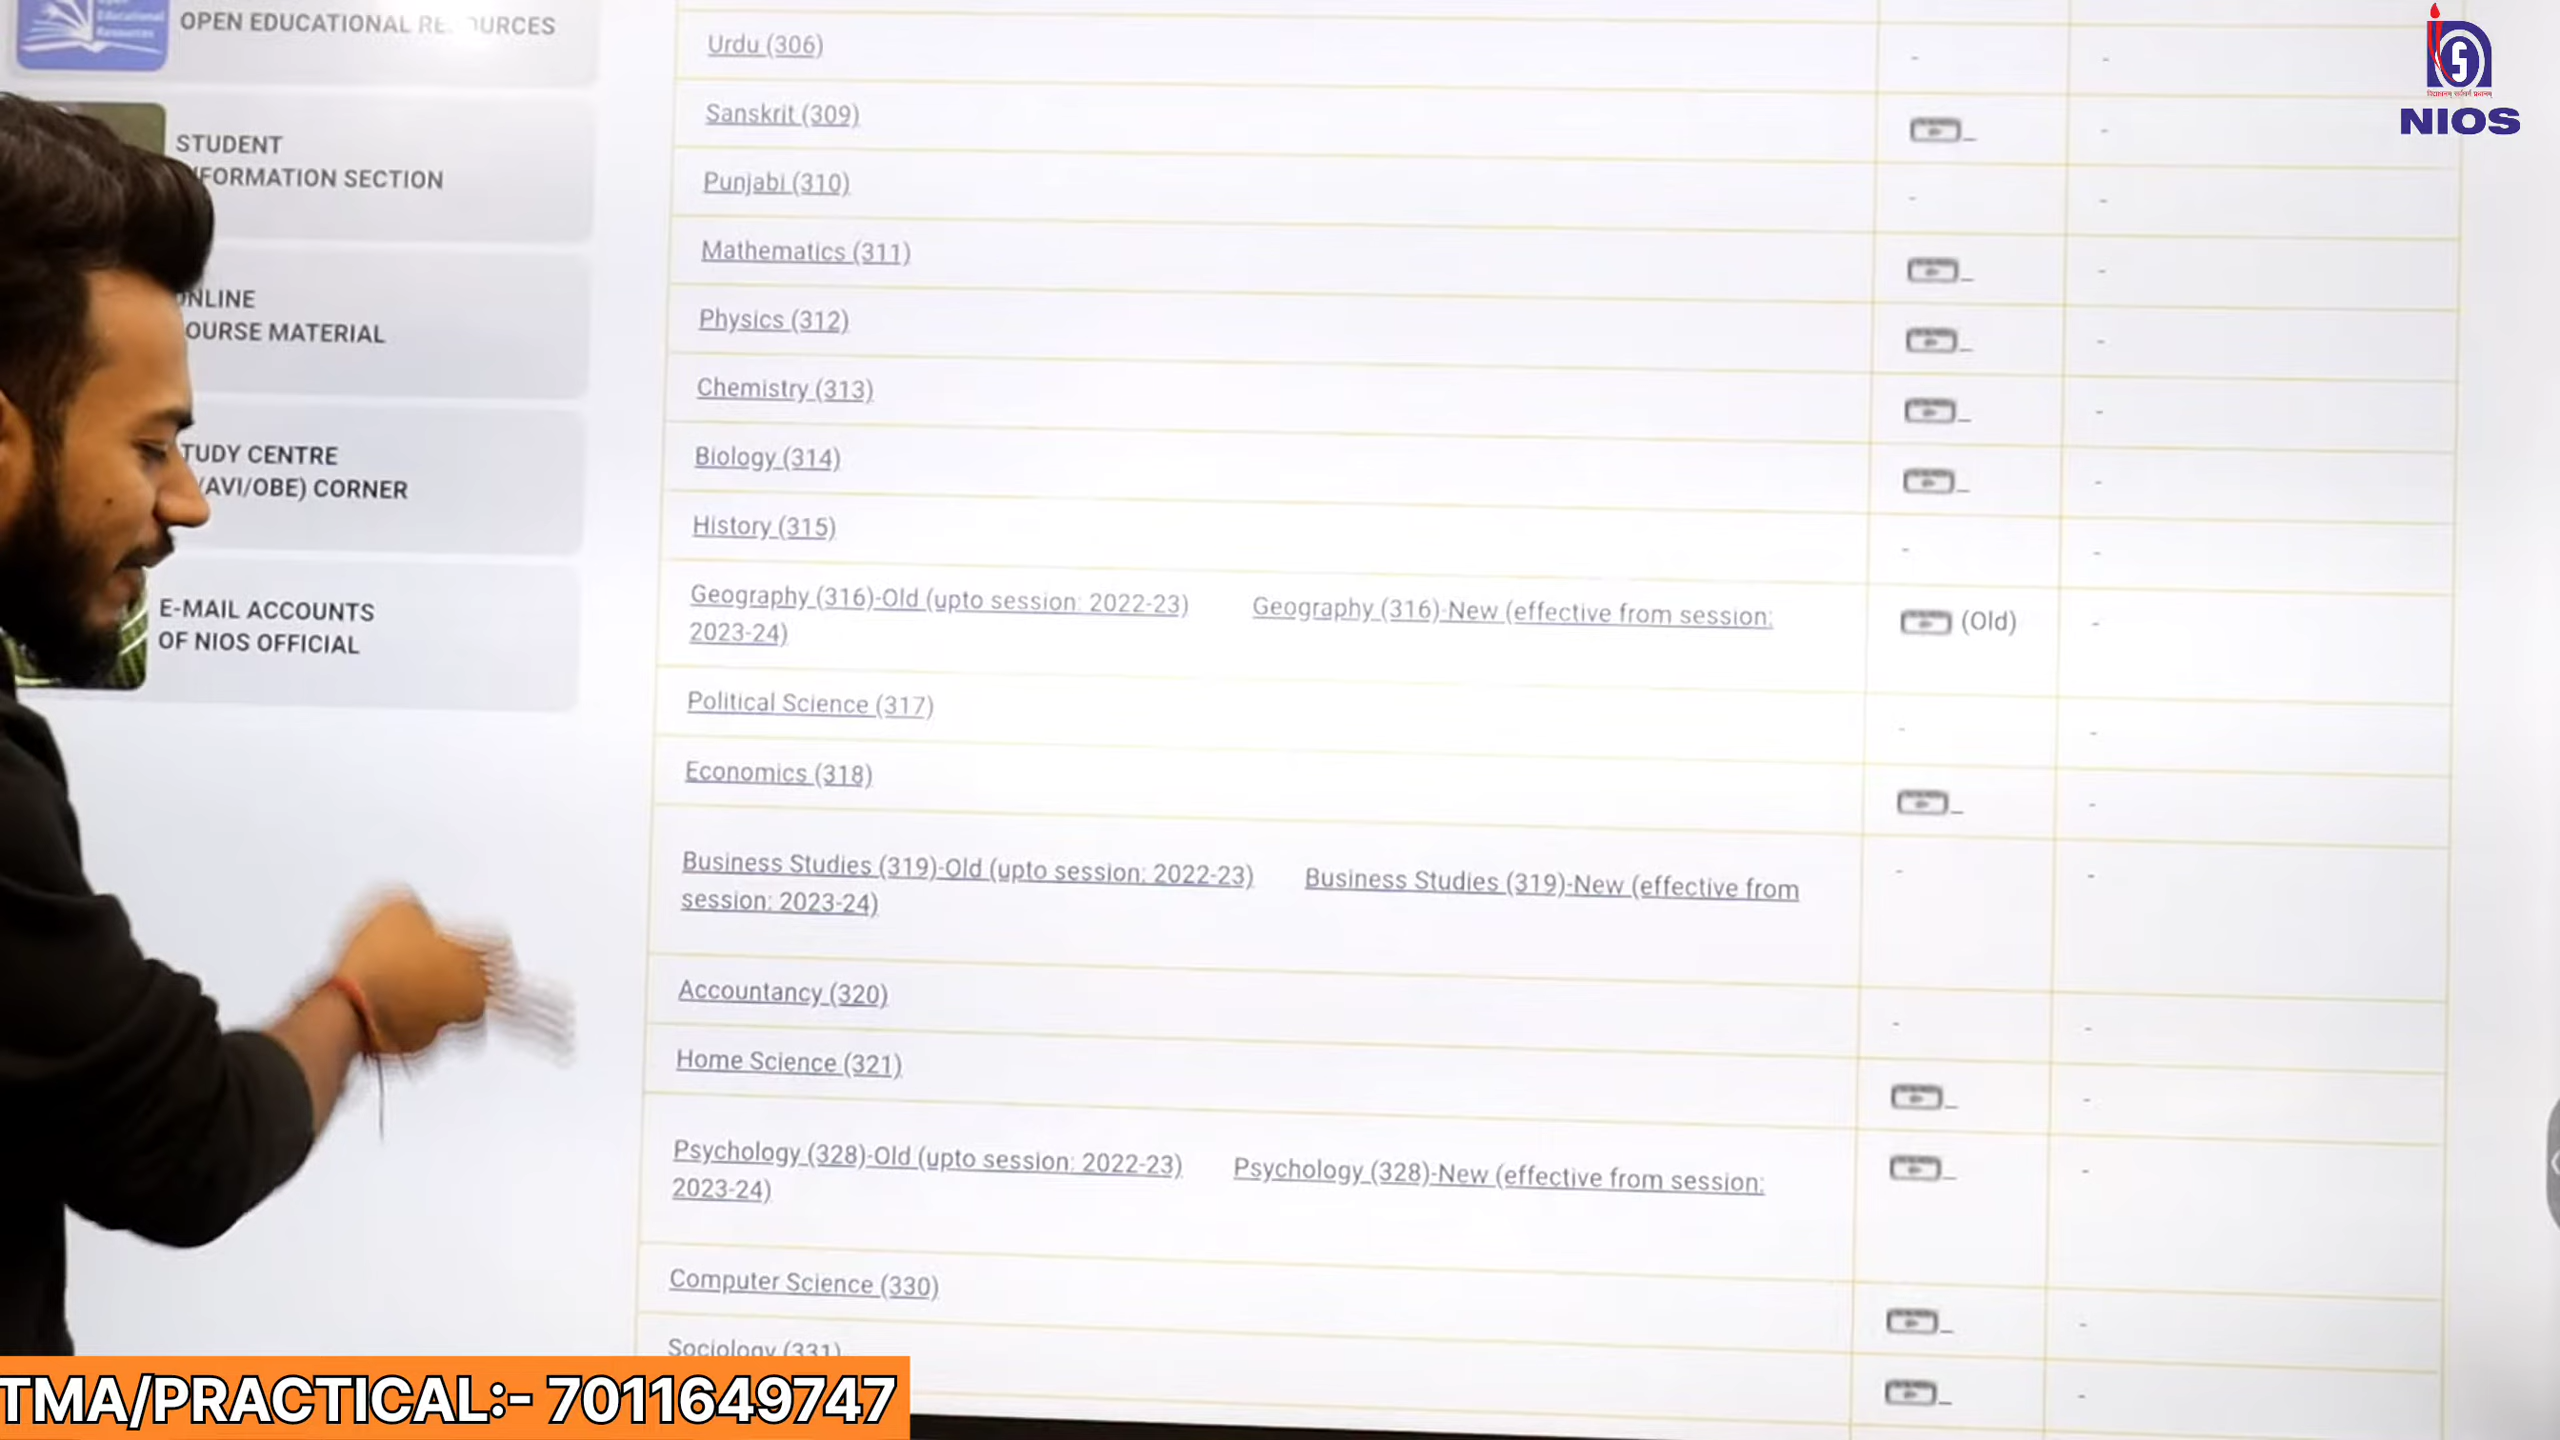 Open
Educational
Resources
OPEN EDUCATIONAL RE URCES
STUDENT
FORMATION SECTION
NLINE
OURSE MATERIAL
TUDY CENTRE
(AVI/OBE) CORNER
E-MAIL ACCOUNTS
OF NIOS OFFICIAL
Urdu (306) - -
Sanskrit (309) -
Punjabi (310) - -
Mathematics (311) -
Physics (312) -
Chemistry (313) -
Biology (314) -
History (315) - -
Geography (316)-Old (upto session: 2022-23) Geography (316)-New (effective from session: (Old) -
2023-24)
Political Science (317) - -
Economics (318) -
Business Studies (319)-Old (upto session: 2022-23) Business Studies (319)-New (effective from - -
session: 2023-24)
Accountancy (320) - -
Home Science (321) -
Psychology (328)-Old (upto session: 2022-23) Psychology (328)-New (effective from session: -
2023-24)
Computer Science (330) -
Sociology (331) -
NIOS
TMA/PRACTICAL:- 7011649747